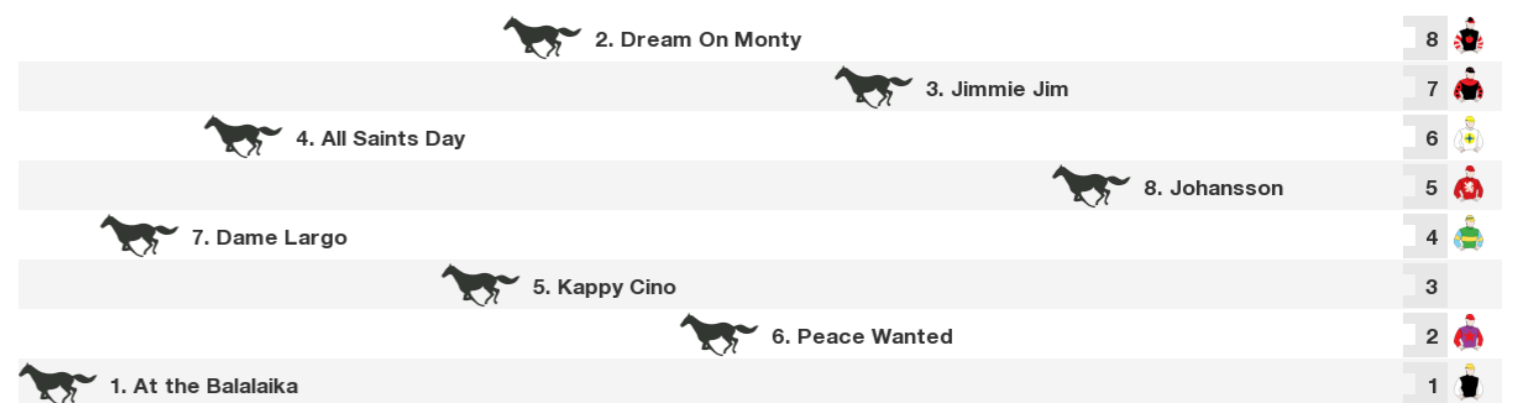 2. Dream On Monty 8
3. Jimmie Jim 7
4. All Saints Day 6
8. Johansson 5
7. Dame Largo 4
5. Kappy Cino 3
6. Peace Wanted 2
1. At the Balalaika 1